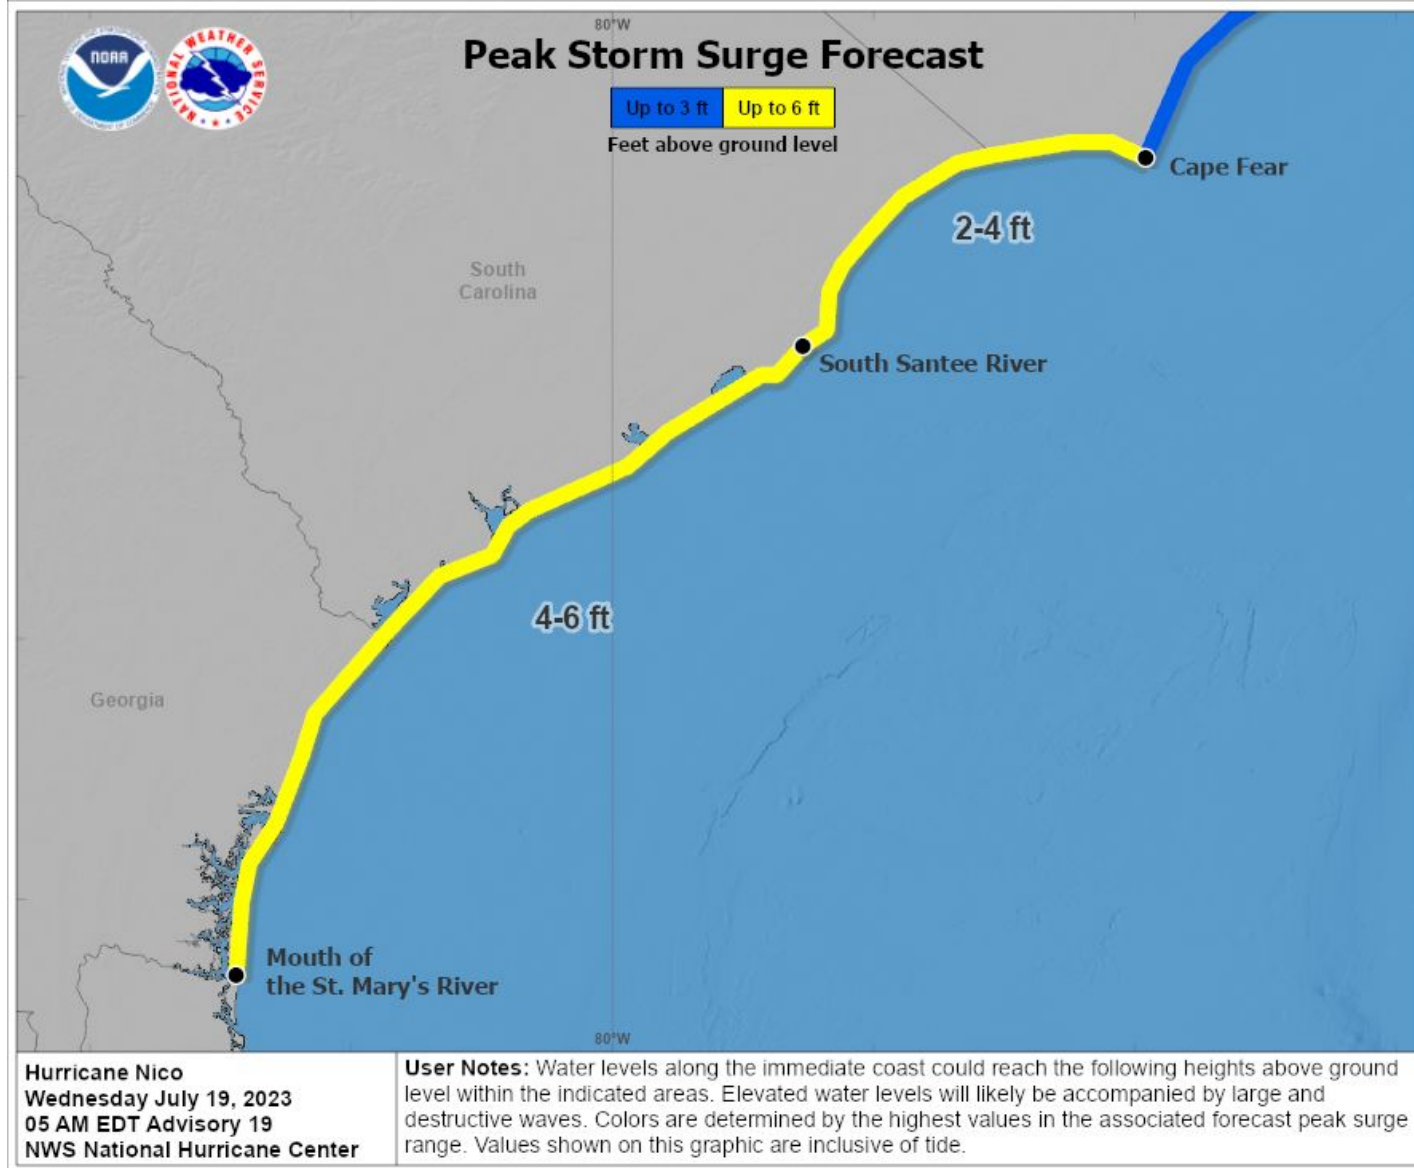 80°W
NOAA
NATIONAL WEATHER SERVICE
Peak Storm Surge Forecast
Up to 3 ft Up to 6 ft
Feet above ground level
Cape Fear
2-4 ft
South
Carolina
South Santee River
4-6 ft
Georgia
Mouth of
the St. Mary's River
80°W
Hurricane Nico
Wednesday July 19, 2023
05 AM EDT Advisory 19
NWS National Hurricane Center
User Notes: Water levels along the immediate coast could reach the following heights above ground
level within the indicated areas. Elevated water levels will likely be accompanied by large and
destructive waves. Colors are determined by the highest values in the associated forecast peak surge
range. Values shown on this graphic are inclusive of tide.